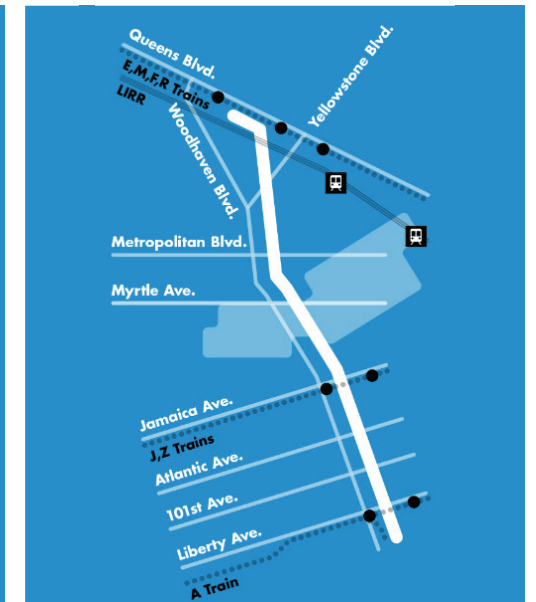 Queens Blvd.
E,M,F,R Trains
LIRR
Yellowstone Blvd.
Woodhaven Blvd.
Metropolitan Blvd.
Myrtle Ave.
Jamaica Ave.
J,Z Trains
Atlantic Ave.
101st Ave.
Liberty Ave.
A Train